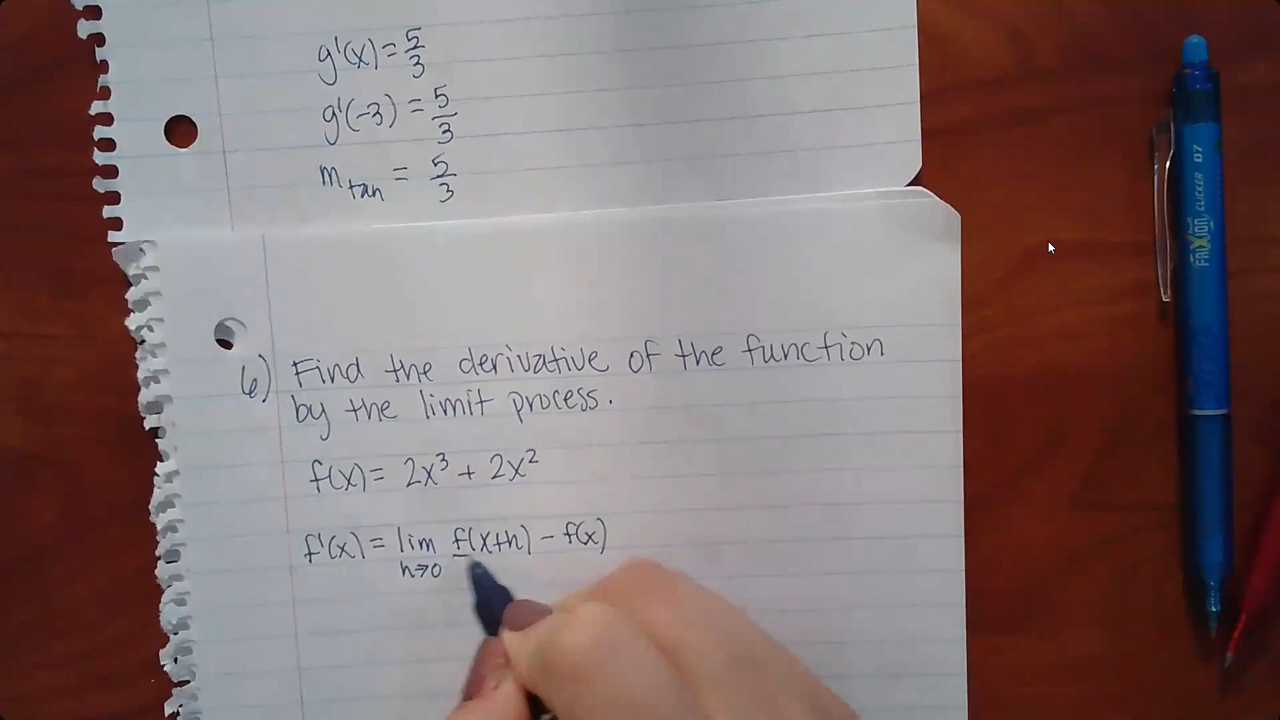 g'(x) = 5/3
g'(-3) = 5/3
m_tan = 5/3
6) Find the derivative of the function
by the limit process.
f(x) = 2x³ + 2x²
f'(x) = lim f(x+h) - f(x)
h→0
FRIXION CLICKER 07